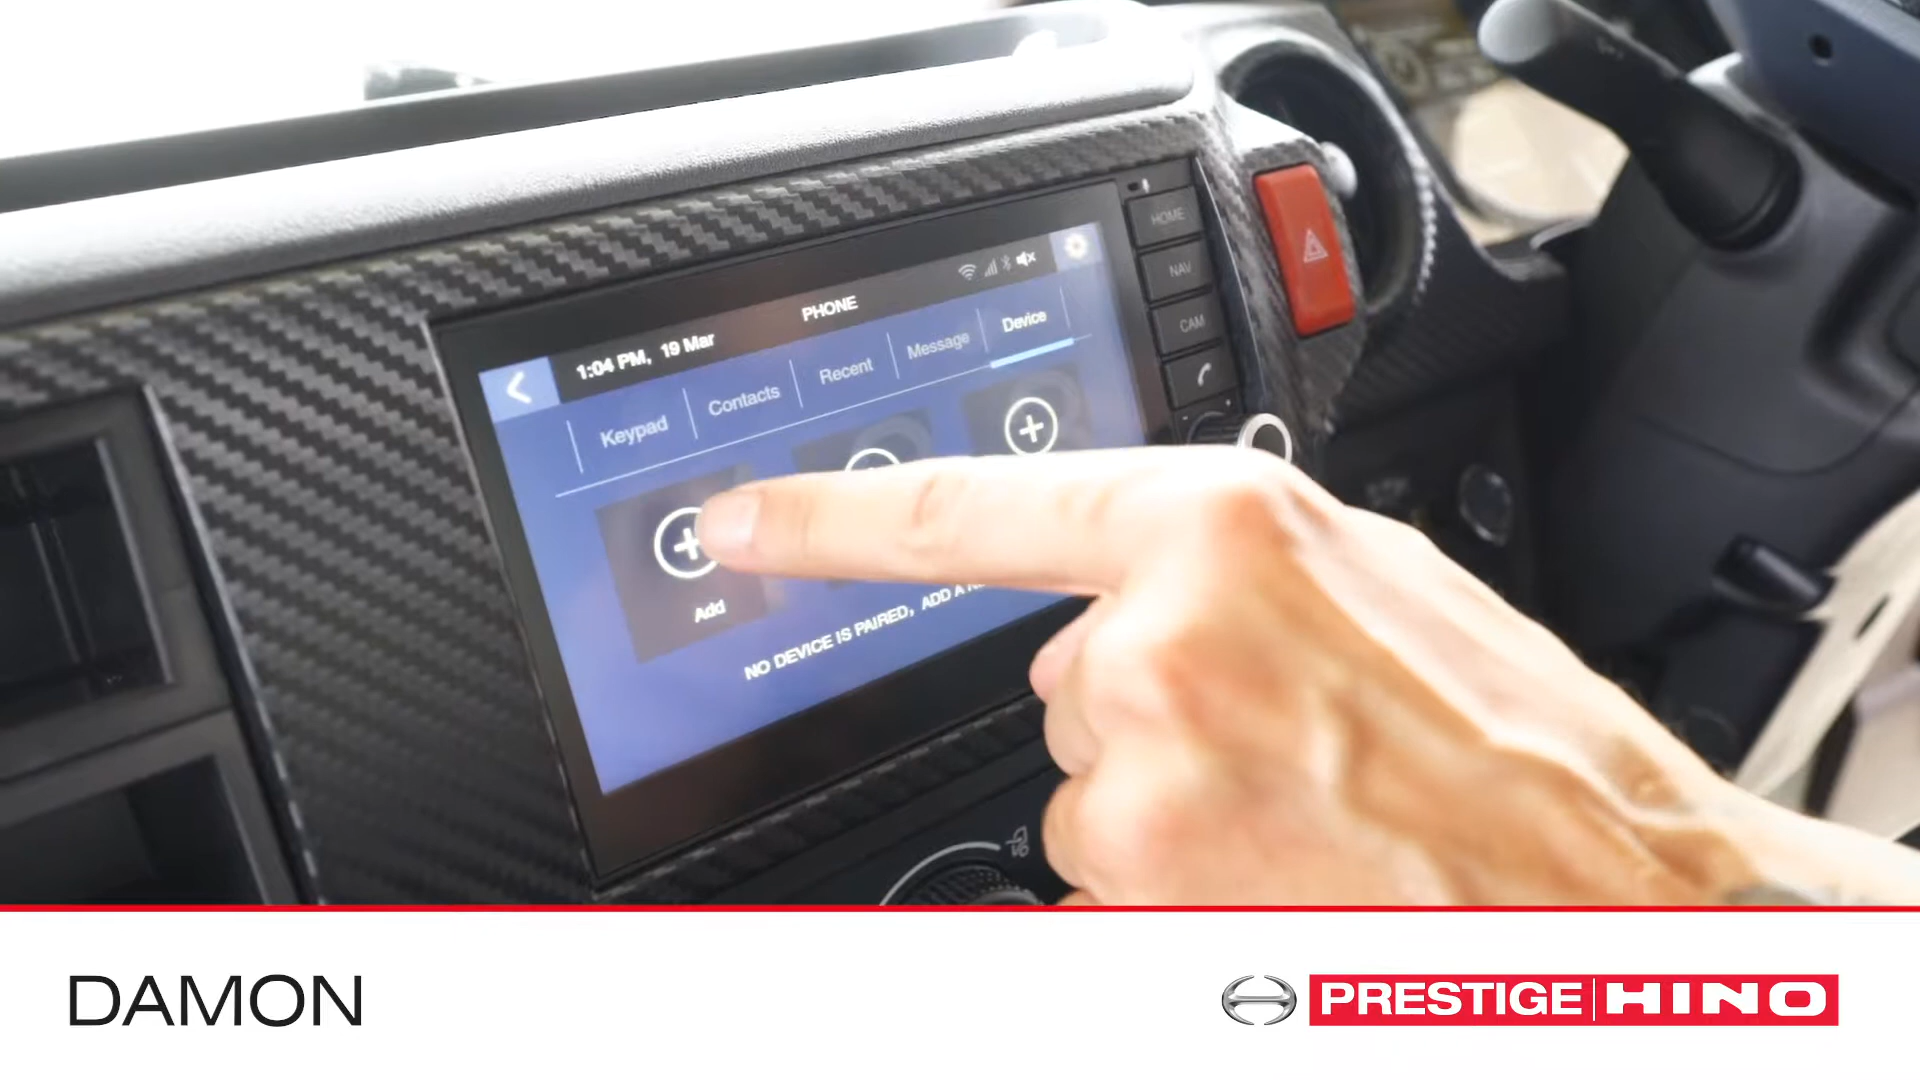 HOME
NAV
CAM
PHONE
1:04 PM, 19 Mar
Keypad
Contacts
Recent
Message
Device
Add
NO DEVICE IS PAIRED, ADD A
DAMON
PRESTIGE HINO